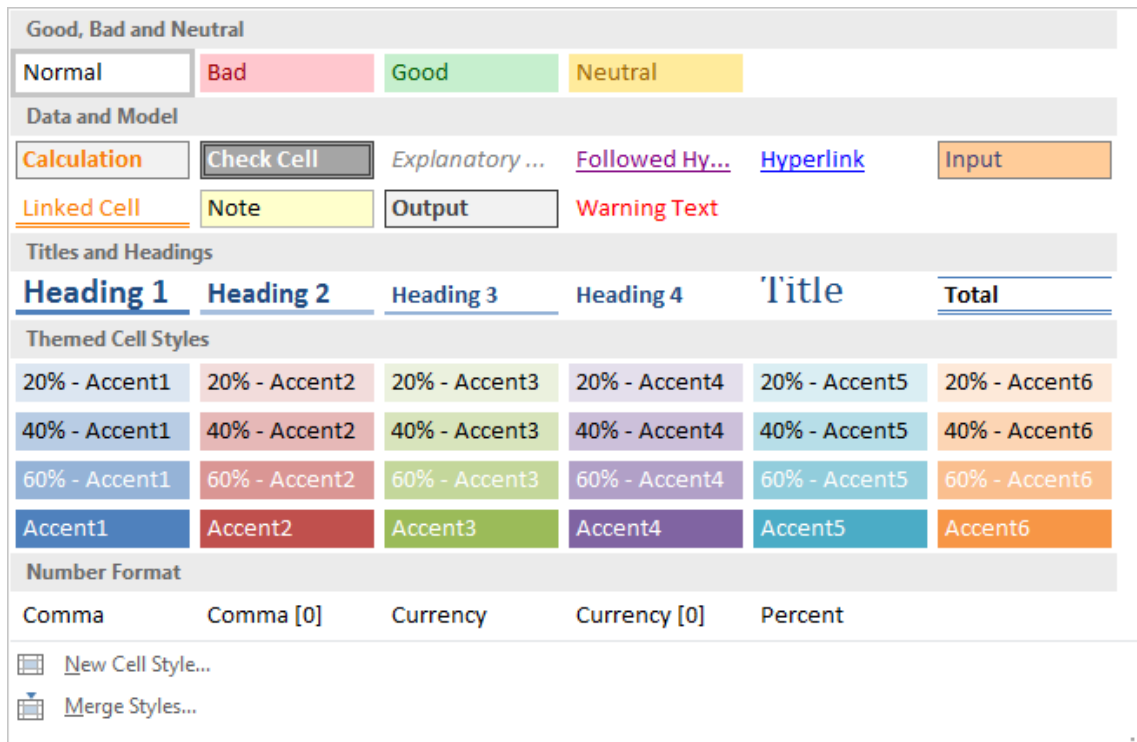 Good, Bad and Neutral
Normal Bad Good Neutral
Data and Model
Calculation Check Cell Explanatory ... Followed Hy... Hyperlink Input
Linked Cell Note Output Warning Text
Titles and Headings
Heading 1 Heading 2 Heading 3 Heading 4 Title Total
Themed Cell Styles
20% - Accent1 20% - Accent2 20% - Accent3 20% - Accent4 20% - Accent5 20% - Accent6
40% - Accent1 40% - Accent2 40% - Accent3 40% - Accent4 40% - Accent5 40% - Accent6
60% - Accent1 60% - Accent2 60% - Accent3 60% - Accent4 60% - Accent5 60% - Accent6
Accent1 Accent2 Accent3 Accent4 Accent5 Accent6
Number Format
Comma Comma [0] Currency Currency [0] Percent
New Cell Style...
Merge Styles...